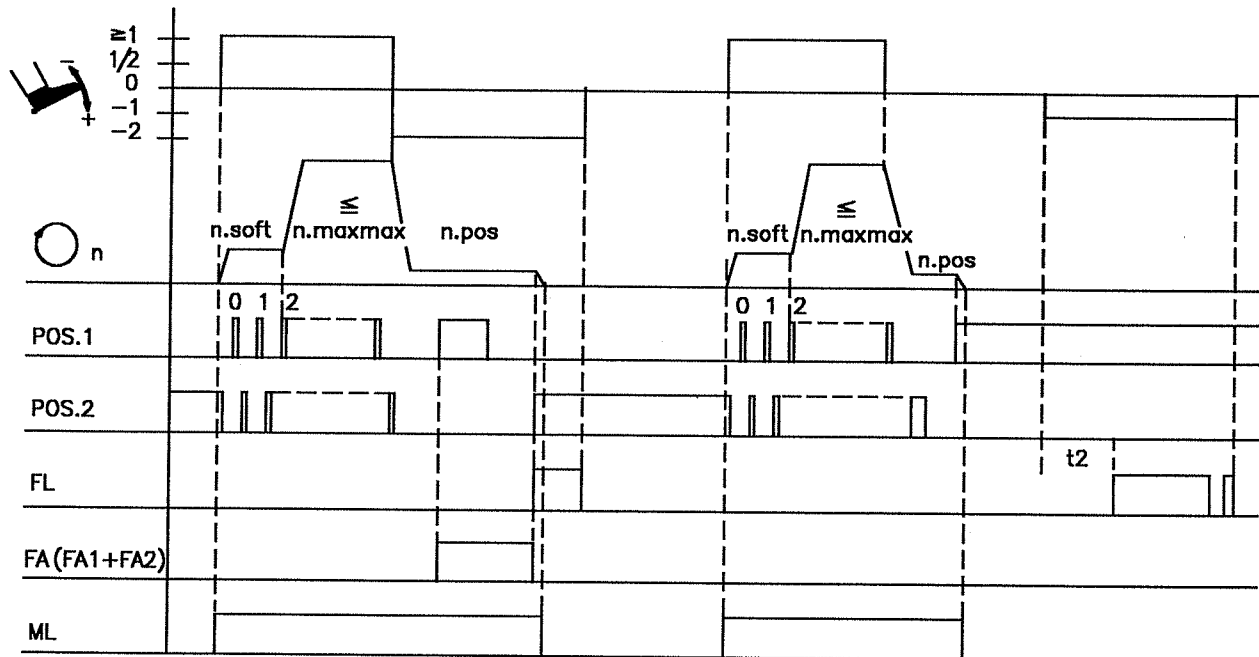 ≧1
1/2
0
-1
-2
-
+
n
n.soft
≦
n.maxmax
n.pos
n.soft
≦
n.maxmax
n.pos
0 1 2
0 1 2
POS.1
POS.2
t2
FL
FA(FA1+FA2)
ML